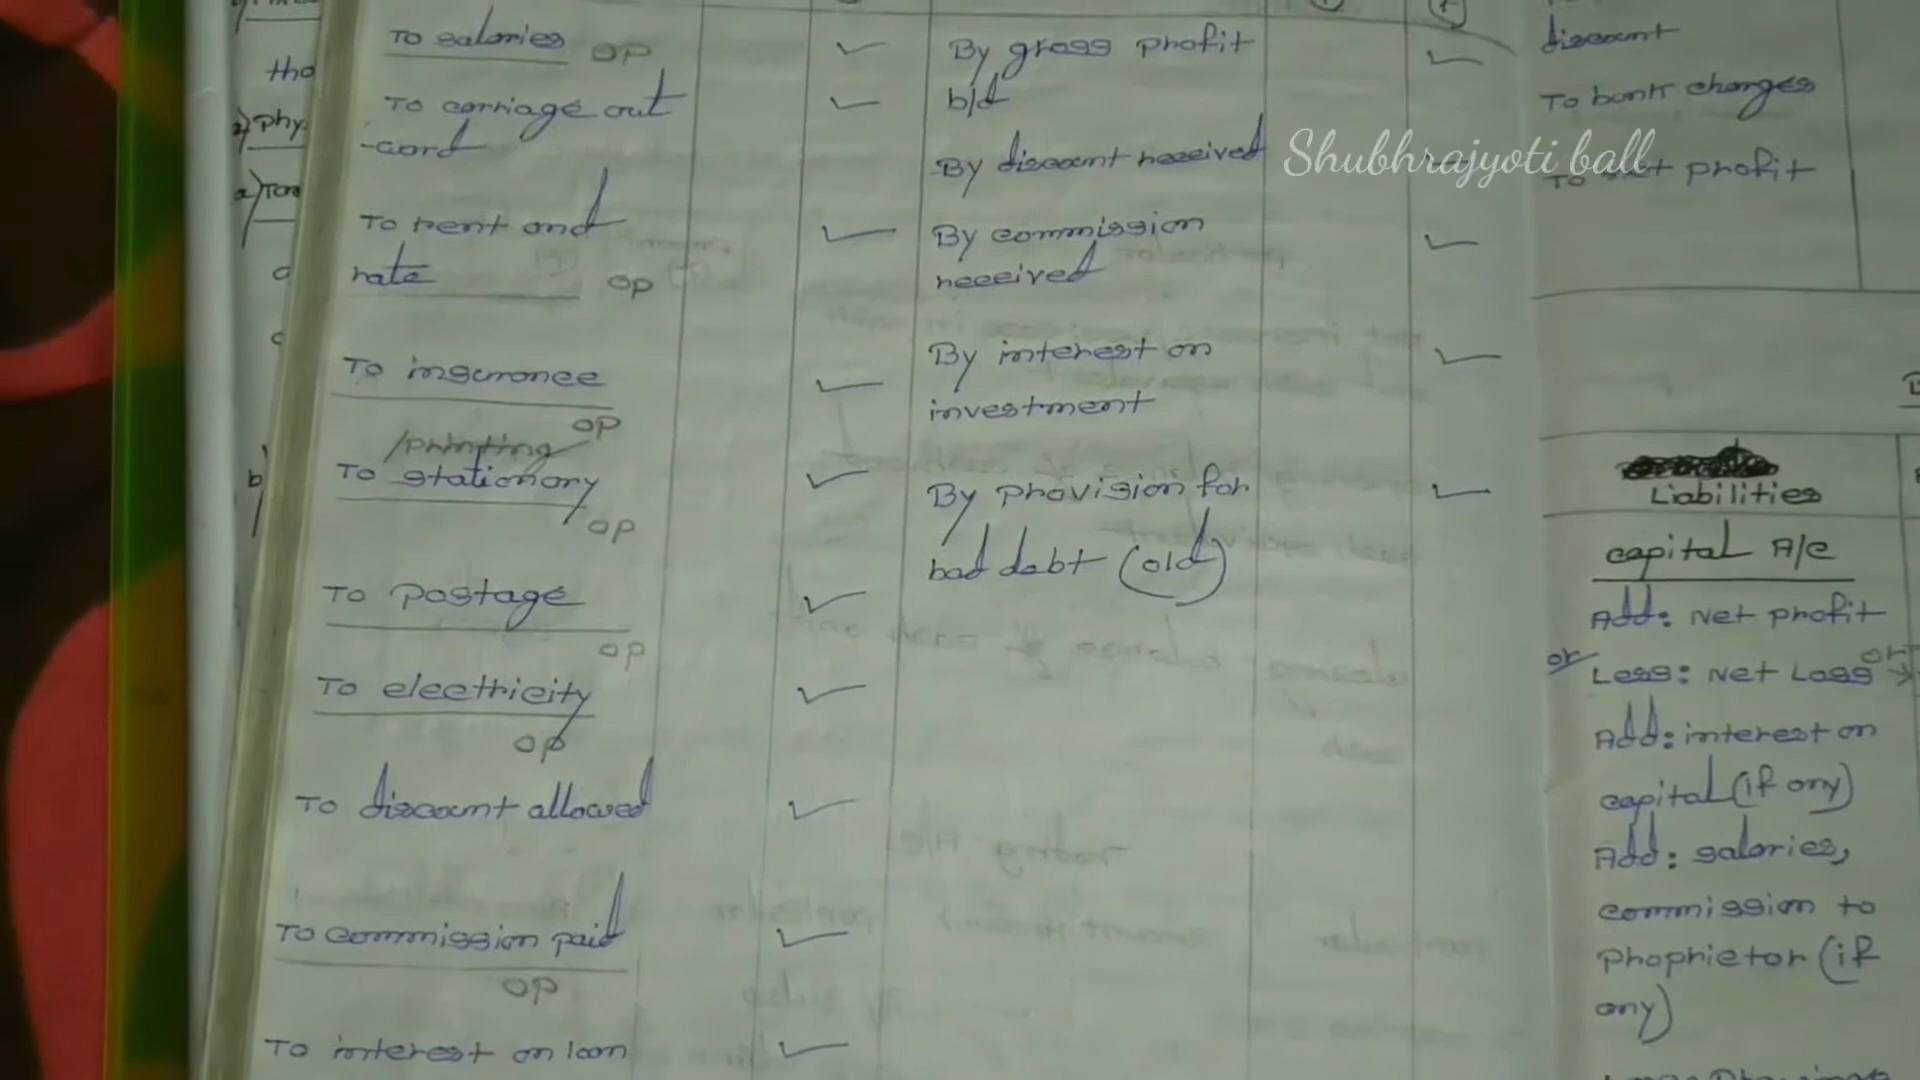 To salaries OP
To carriage out
-ward
To rent and
rate OP
To insurance
OP
/printing
To stationary
OP
To postage
OP
To electricity
OP
To discount allowed
To commission paid
OP
To interest on loan
By gross profit
b/d
By discount received
By commission
received
By interest on
investment
By provision for
bad debt (old)
Shubhrajyoti ball
discount
To bank charges
profit
Liabilities
capital A/c
Add: Net profit
or
Less: Net Loss or
Add: interest on
capital (if any)
Add: salaries,
commission to
prophietor (if
any)